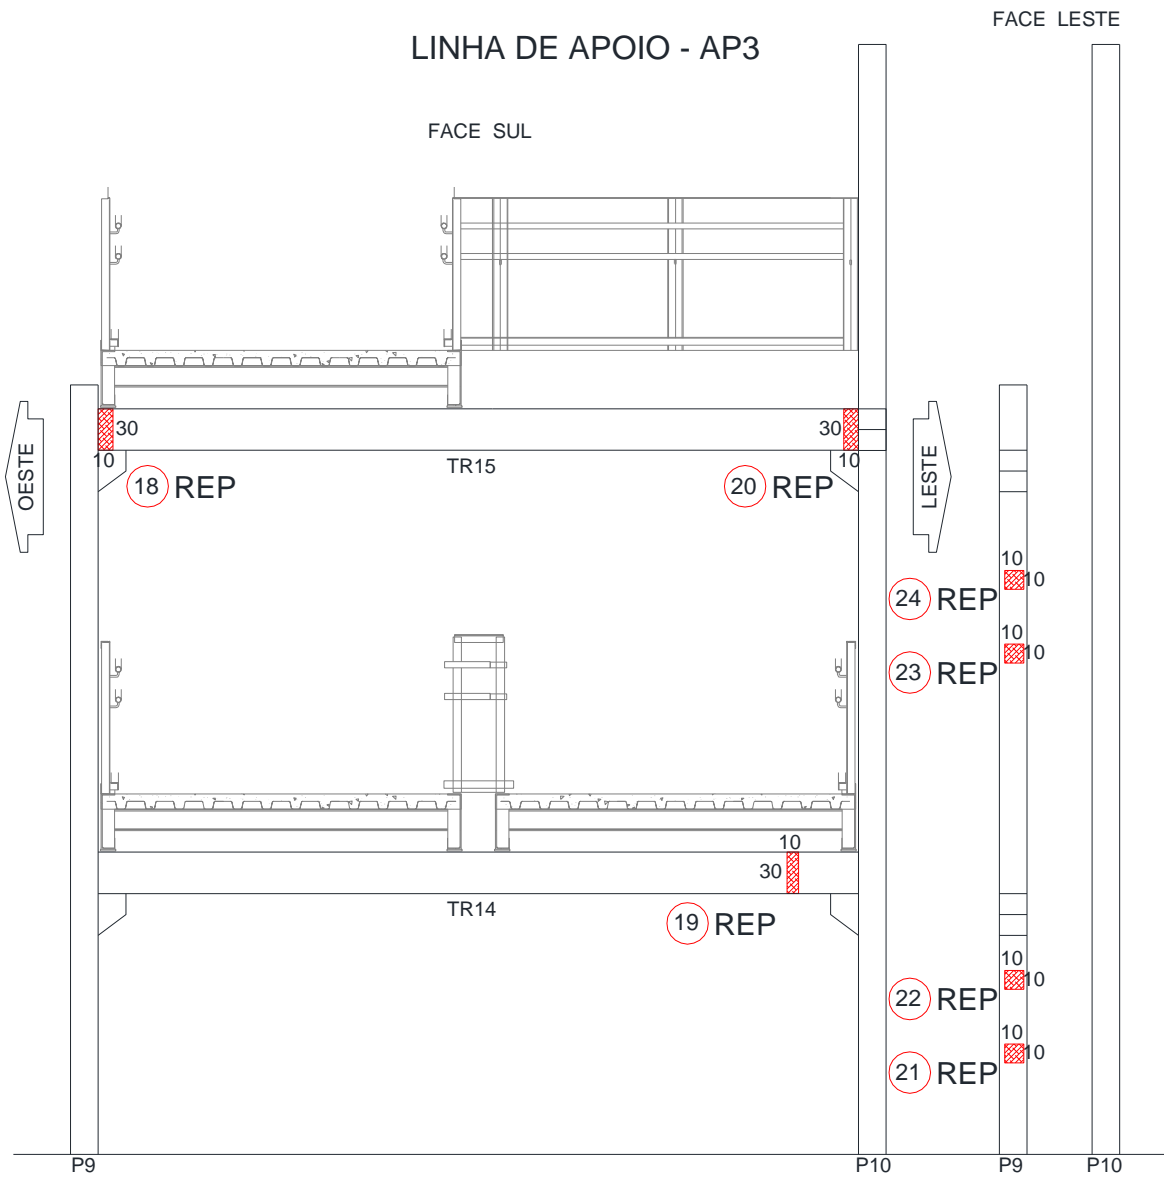 FACE LESTE
LINHA DE APOIO - AP3
FACE SUL
OESTE
30
10
TR15
30
10
LESTE
18 REP
20 REP
10
10
24 REP
10
10
23 REP
10
30
TR14
19 REP
10
10
22 REP
10
10
21 REP
P9
P10
P9
P10